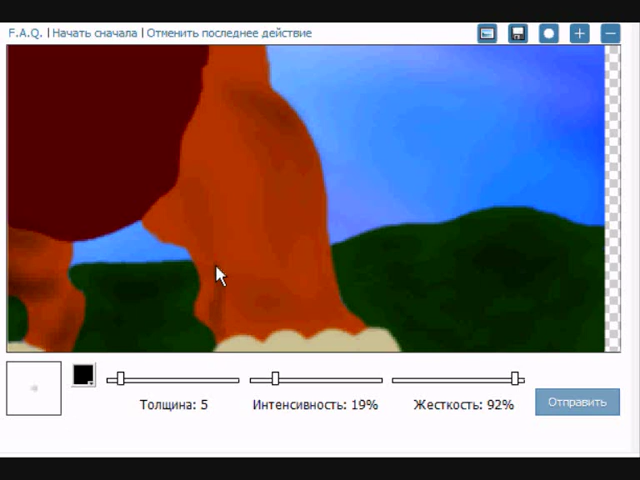 F.A.Q. | Начать сначала | Отменить последнее действие
Толщина: 5 Интенсивность: 19% Жесткость: 92% Отправить